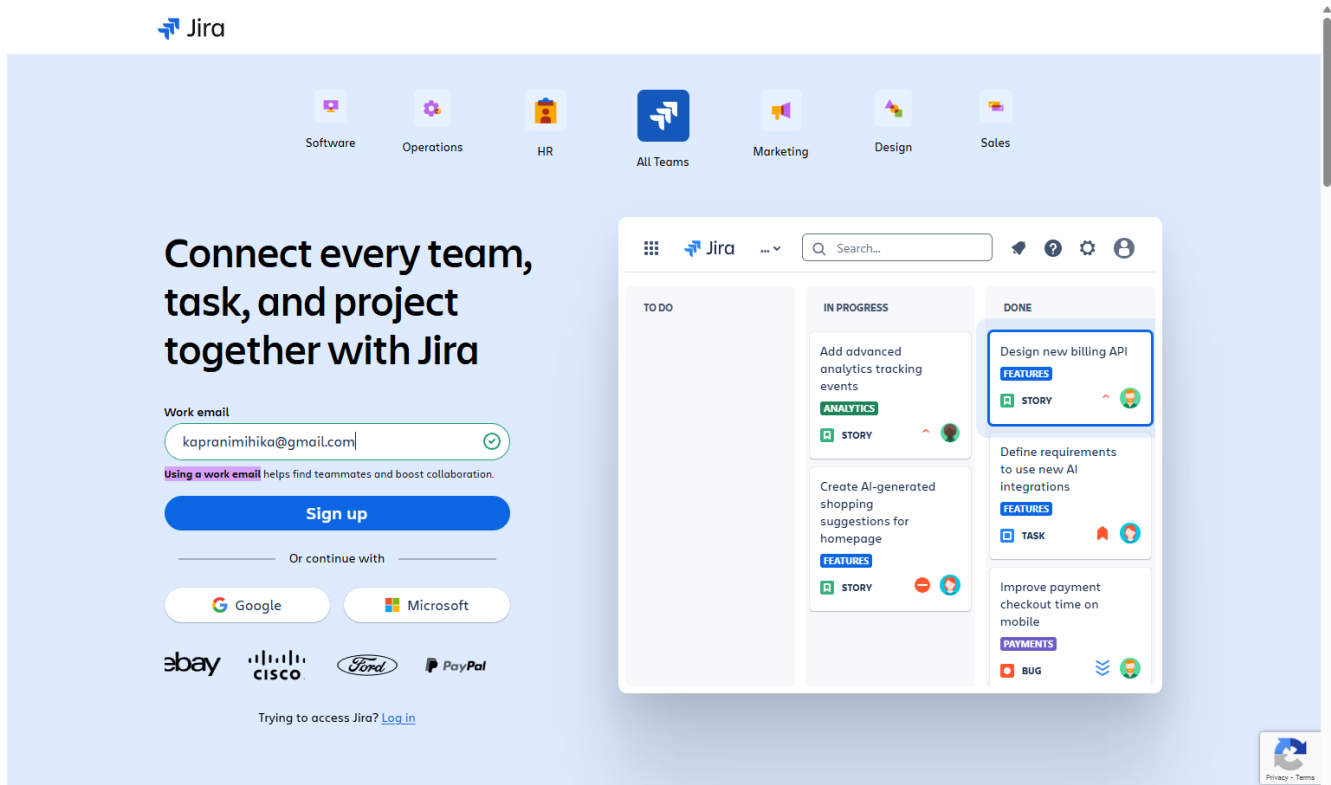 Jira
Software
Operations
HR
All Teams
Marketing
Design
Sales
Connect every team,
task, and project
together with Jira
Work email
kapranimihika@gmail.com
Using a work email helps find teammates and boost collaboration.
Sign up
Or continue with
Google
Microsoft
ebay
CISCO
Ford
PayPal
Trying to access Jira? Log in
Jira
...
Search...
TO DO
IN PROGRESS
Add advanced
analytics tracking
events
ANALYTICS
STORY
Create AI-generated
shopping
suggestions for
homepage
FEATURES
STORY
DONE
Design new billing API
FEATURES
STORY
Define requirements
to use new AI
integrations
FEATURES
TASK
Improve payment
checkout time on
mobile
PAYMENTS
BUG
Privacy - Terms